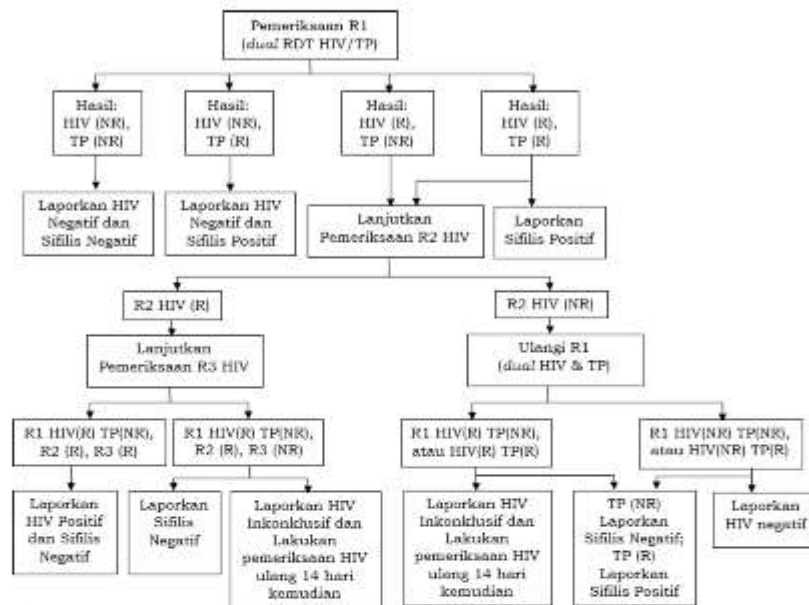 Pemeriksaan R1
(dual RDT HIV/TP)
Hasil:
HIV (NR),
TP (NR)
Hasil:
HIV (NR),
TP (R)
Hasil:
HIV (R),
TP (NR)
Hasil:
HIV (R),
TP (R)
Laporkan HIV
Negatif dan
Sifilis Negatif
Laporkan HIV
Negatif dan
Sifilis Positif
Lanjutkan
Pemeriksaan R2 HIV
Laporkan
Sifilis Positif
R2 HIV (R)
R2 HIV (NR)
Lanjutkan
Pemeriksaan R3 HIV
Ulangi R1
(dual HIV & TP)
R1 HIV(R) TP(NR),
R2 (R), R3 (R)
R1 HIV(R) TP(NR),
R2 (R), R3 (NR)
R1 HIV(R) TP(NR),
atau HIV(R) TP(R)
R1 HIV(NR) TP(NR),
atau HIV(NR) TP(R)
Laporkan
HIV Positif
dan Sifilis
Negatif
Laporkan
Sifilis
Negatif
Laporkan HIV
Inkonklusif dan
Lakukan
pemeriksaan HIV
ulang 14 hari
kemudian
Laporkan HIV
Inkonklusif dan
Lakukan
pemeriksaan HIV
ulang 14 hari
kemudian
TP (NR)
Laporkan
Sifilis Negatif;
TP (R)
Laporkan
Sifilis Positif
Laporkan
HIV negatif